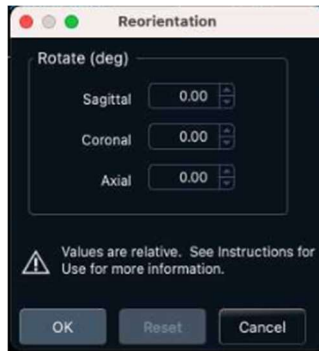 Reorientation
Rotate (deg)
Sagittal 0.00
Coronal 0.00
Axial 0.00
Values are relative. See Instructions for
Use for more information.
OK Reset Cancel